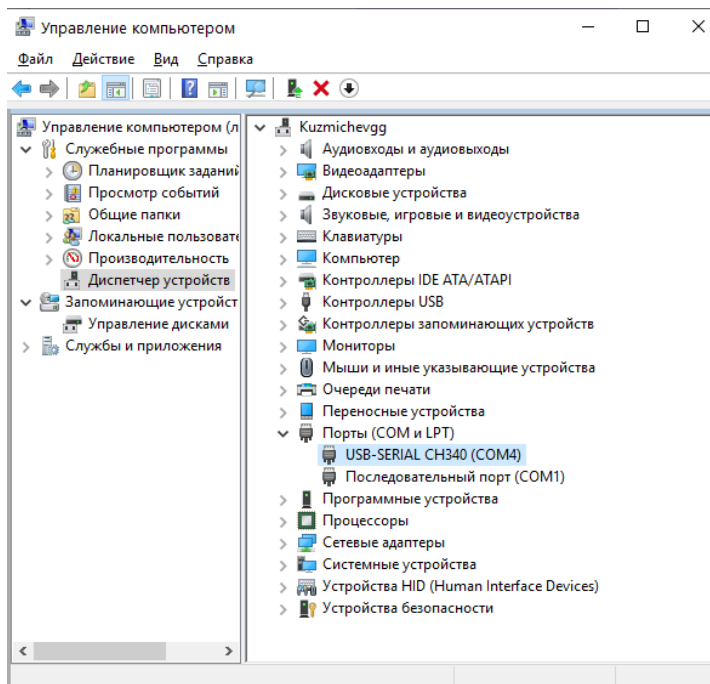 Управление компьютером
Файл Действие Вид Справка
Управление компьютером (л
Служебные программы
Планировщик заданий
Просмотр событий
Общие папки
Локальные пользовате
Производительность
Диспетчер устройств
Запоминающие устройст
Управление дисками
Службы и приложения
Kuzmichevgg
Аудиовходы и аудиовыходы
Видеоадаптеры
Дисковые устройства
Звуковые, игровые и видеоустройства
Клавиатуры
Компьютер
Контроллеры IDE ATA/ATAPI
Контроллеры USB
Контроллеры запоминающих устройств
Мониторы
Мыши и иные указывающие устройства
Очереди печати
Переносные устройства
Порты (COM и LPT)
USB-SERIAL CH340 (COM4)
Последовательный порт (COM1)
Программные устройства
Процессоры
Сетевые адаптеры
Системные устройства
Устройства HID (Human Interface Devices)
Устройства безопасности